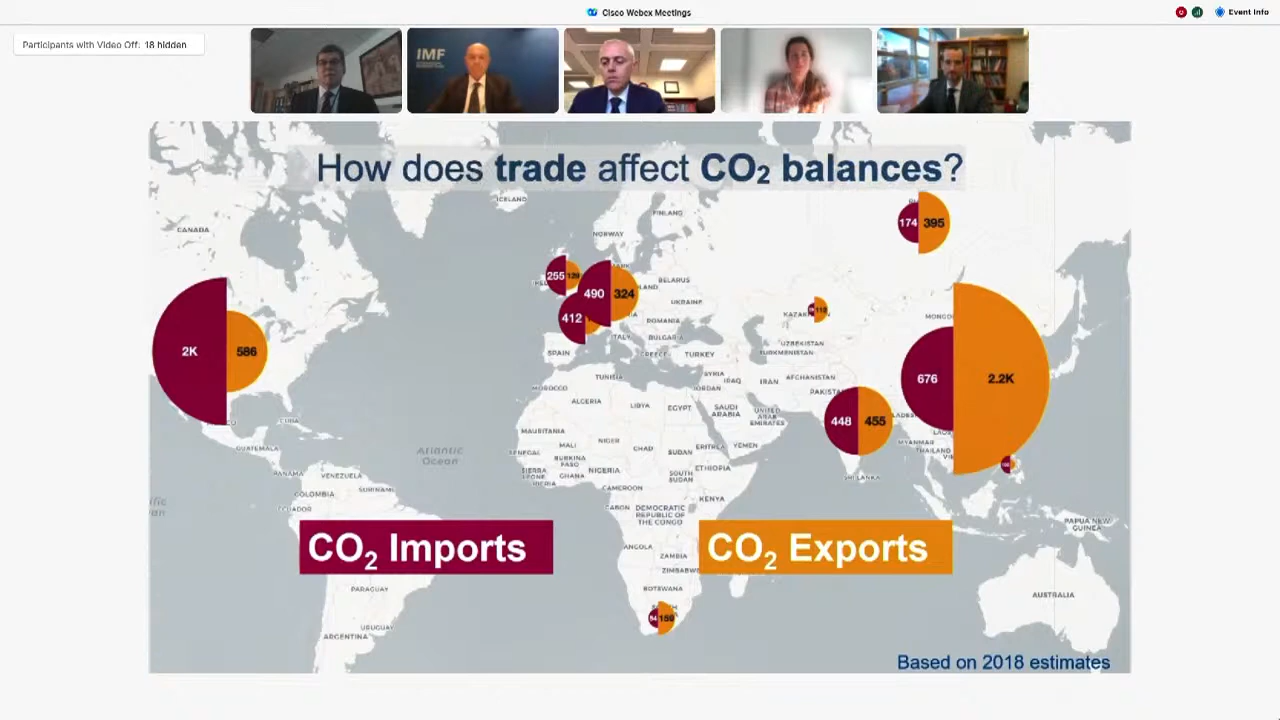 Cisco Webex Meetings
Event Info
Participants with Video Off: 18 hidden
IMF
How does trade affect CO₂ balances?
ICELAND
FINLAND
CANADA
NORWAY
174 395
255 139
490 324
412
BELARUS
UKRAINE
ROMANIA
ITALY
BULGARIA
SPAIN
GREECE
TURKEY
UZBEKISTAN
TURKMENISTAN
2K 586
676 2.2K
448 455
TUNISIA
SYRIA
IRAQ
IRAN
AFGHANISTAN
JORDAN
MOROCCO
PAKISTAN
ALGERIA
LIBYA
EGYPT
SAUDI
ARABIA
UNITED
ARAB
EMIRATES
CUBA
MAURITANIA
MALI
NIGER
CHAD
SUDAN
ERITREA
YEMEN
MYANMAR
THAILAND
GUATEMALA
Atlantic
Ocean
SENEGAL
BURKINA
FASO
NIGERIA
SOUTH
SUDAN
ETHIOPIA
SRI LANKA
PANAMA
VENEZUELA
SIERRA
LEONE
GHANA
CAMEROON
COLOMBIA
SURINAME
KENYA
GABON
DEMOCRATIC
REPUBLIC OF
THE CONGO
PAPUA NEW
GUINEA
CO₂ Imports
CO₂ Exports
ANGOLA
ZAMBIA
BOTSWANA
PARAGUAY
AUSTRALIA
159
URUGUAY
ARGENTINA
Based on 2018 estimates